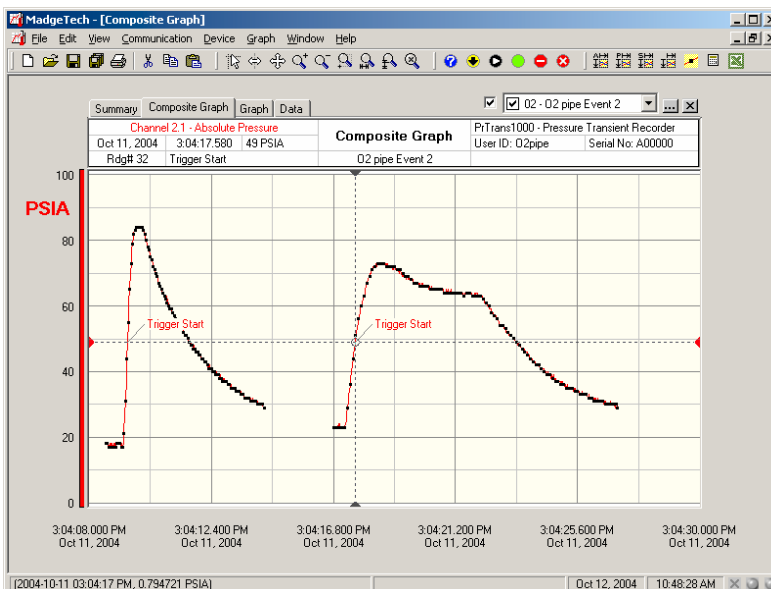 MadgeTech - [Composite Graph]
File Edit View Communication Device Graph Window Help
Summary Composite Graph Graph Data
02 - O2 pipe Event 2
Channel 2.1 - Absolute Pressure
Oct 11, 2004 3:04:17.580 49 PSIA
Rdg# 32 Trigger Start
Composite Graph
O2 pipe Event 2
PrTrans1000 - Pressure Transient Recorder
User ID: O2pipe Serial No: A00000
PSIA
100
80
60
40
20
0
Trigger Start
Trigger Start
3:04:08.000 PM 3:04:12.400 PM 3:04:16.800 PM 3:04:21.200 PM 3:04:25.600 PM 3:04:30.000 PM
Oct 11, 2004 Oct 11, 2004 Oct 11, 2004 Oct 11, 2004 Oct 11, 2004 Oct 11, 2004
(2004-10-11 03:04:17 PM, 0.794721 PSIA) Oct 12, 2004 10:48:28 AM